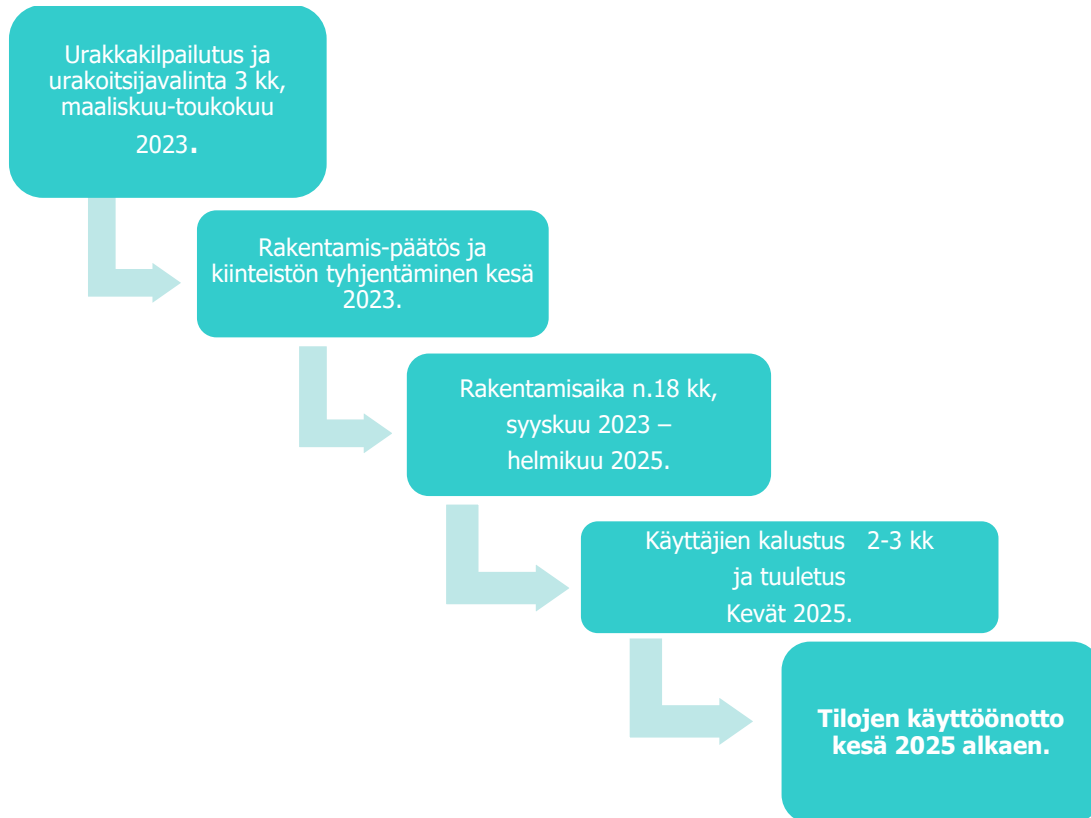 Urakkakilpailutus ja
urakoitsijavalinta 3 kk,
maaliskuu-toukokuu
2023.
Rakentamis-päätös ja
kiinteistön tyhjentäminen kesä
2023.
Rakentamisaika n.18 kk,
syyskuu 2023 –
helmikuu 2025.
Käyttäjien kalustus 2-3 kk
ja tuuletus
Kevät 2025.
Tilojen käyttöönotto
kesä 2025 alkaen.